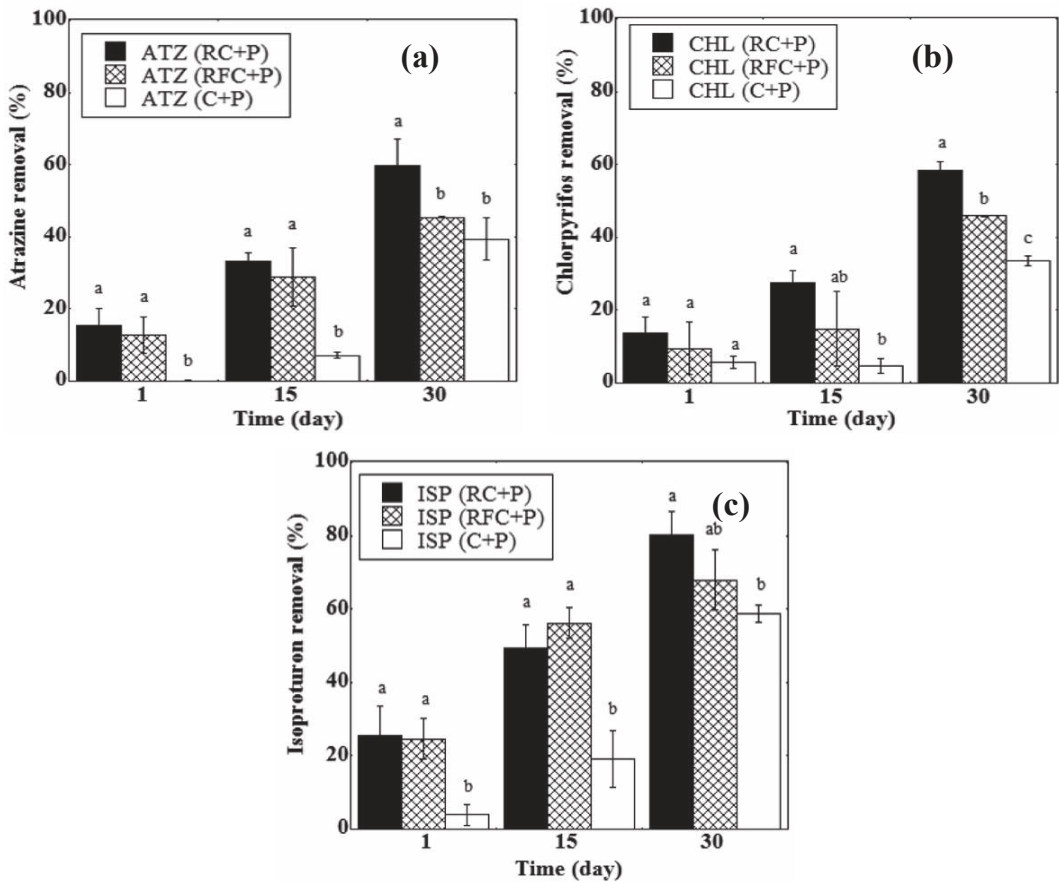 100
80
60
40
20
0
Atrazine removal (%)
ATZ (RC+P)
ATZ (RFC+P)
ATZ (C+P)
(a)
a
a
b
a
a
b
a
b
b
1
15
30
Time (day)
100
80
60
40
20
0
Chlorpyrifos removal (%)
CHL (RC+P)
CHL (RFC+P)
CHL (C+P)
(b)
a
a
a
a
ab
b
a
b
c
1
15
30
Time (day)
100
80
60
40
20
0
Isoproturon removal (%)
ISP (RC+P)
ISP (RFC+P)
ISP (C+P)
(c)
a
a
b
a
a
b
a
ab
b
1
15
30
Time (day)